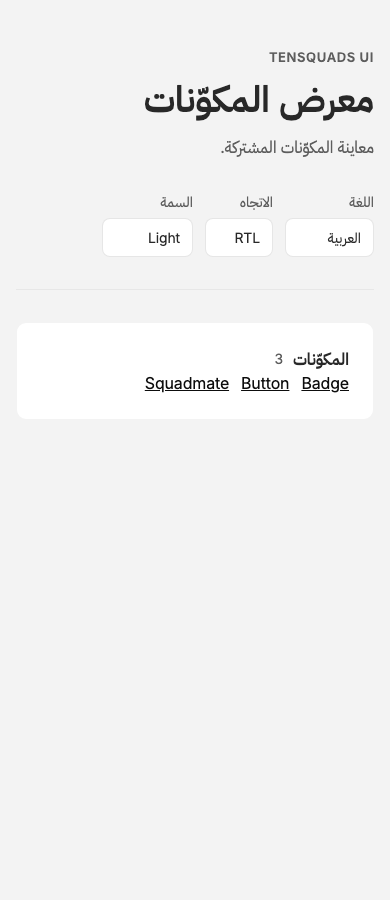 TENSQUADS UI
معرض المكوّنات
معاينة المكوّنات المشتركة.
اللغة الاتجاه السمة
العربية RTL Light
المكوّنات 3
Badge Button Squadmate